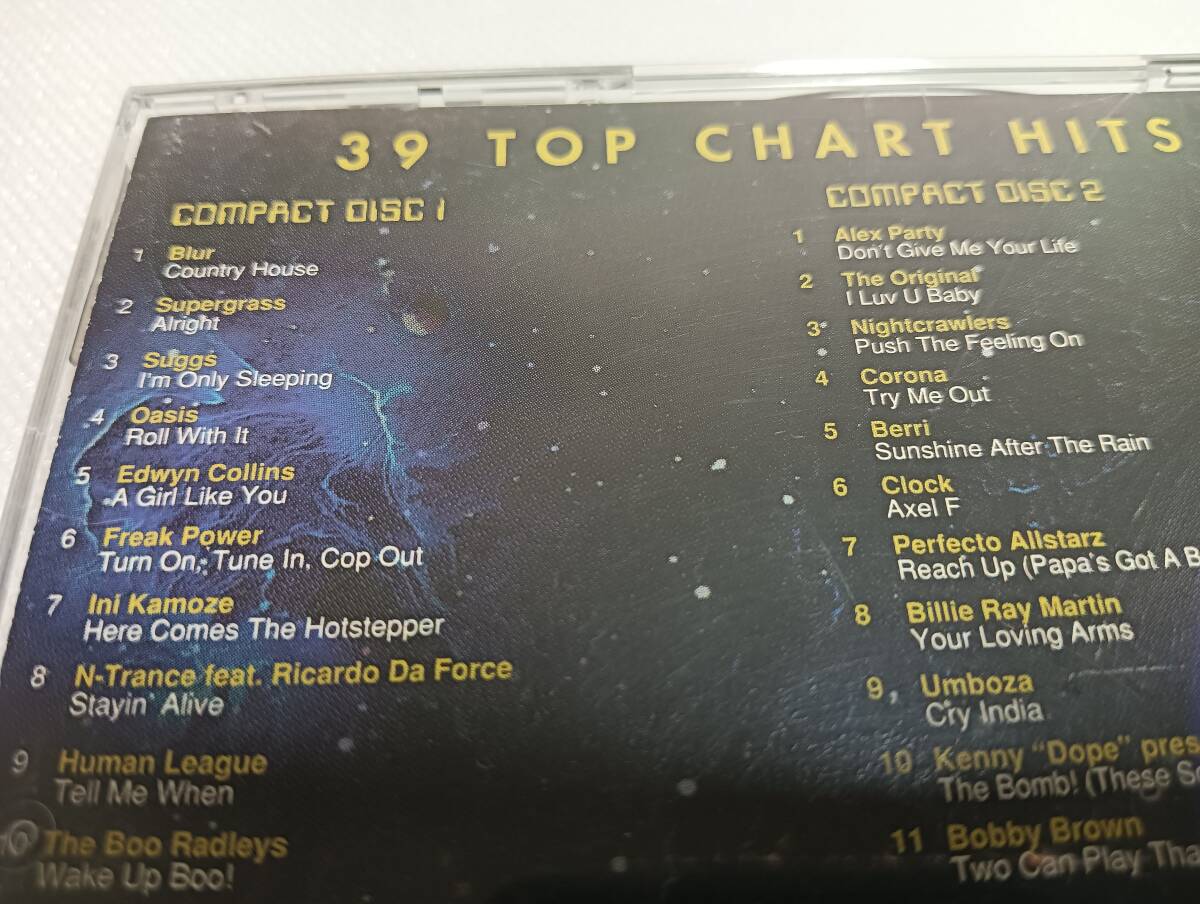 39 TOP CHART HITS
COMPACT DISC 1
1 Blur
Country House
2 Supergrass
Alright
3 Suggs
I'm Only Sleeping
4 Oasis
Roll With It
5 Edwyn Collins
A Girl Like You
6 Freak Power
Turn On, Tune In, Cop Out
7 Ini Kamoze
Here Comes The Hotstepper
8 N-Trance feat. Ricardo Da Force
Stayin' Alive
9 Human League
Tell Me When
10 The Boo Radleys
Wake Up Boo!
COMPACT DISC 2
1 Alex Party
Don't Give Me Your Life
2 The Original
I Luv U Baby
3 Nightcrawlers
Push The Feeling On
4 Corona
Try Me Out
5 Berri
Sunshine After The Rain
6 Clock
Axel F
7 Perfecto Allstarz
Reach Up (Papa's Got A B
8 Billie Ray Martin
Your Loving Arms
9 Umboza
Cry India
10 Kenny "Dope" pres
The Bomb! (These So
11 Bobby Brown
Two Can Play Tha